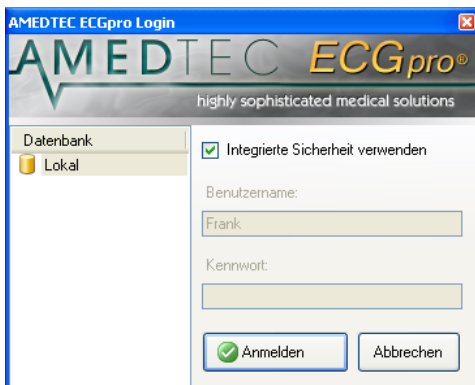 AMEDTEC ECGpro Login
AMEDTEC ECGpro®
highly sophisticated medical solutions
Datenbank
Lokal
Integrierte Sicherheit verwenden
Benutzername:
Frank
Kennwort:
Anmelden
Abbrechen